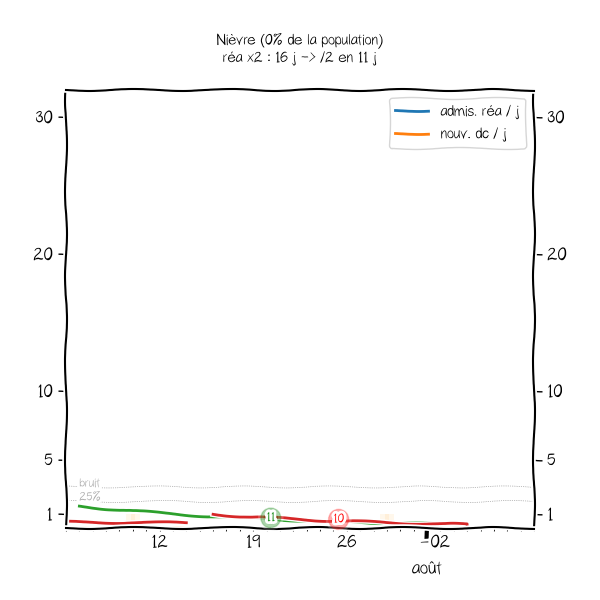 Nièvre (0% de la population)
réa x2 : 16 j -> /2 en 11 j
admis. réa / j
nouv. dc / j
30 30
20 20
10 10
5 5
bruit
25%
1 11 10 1
12 19 26 02
août